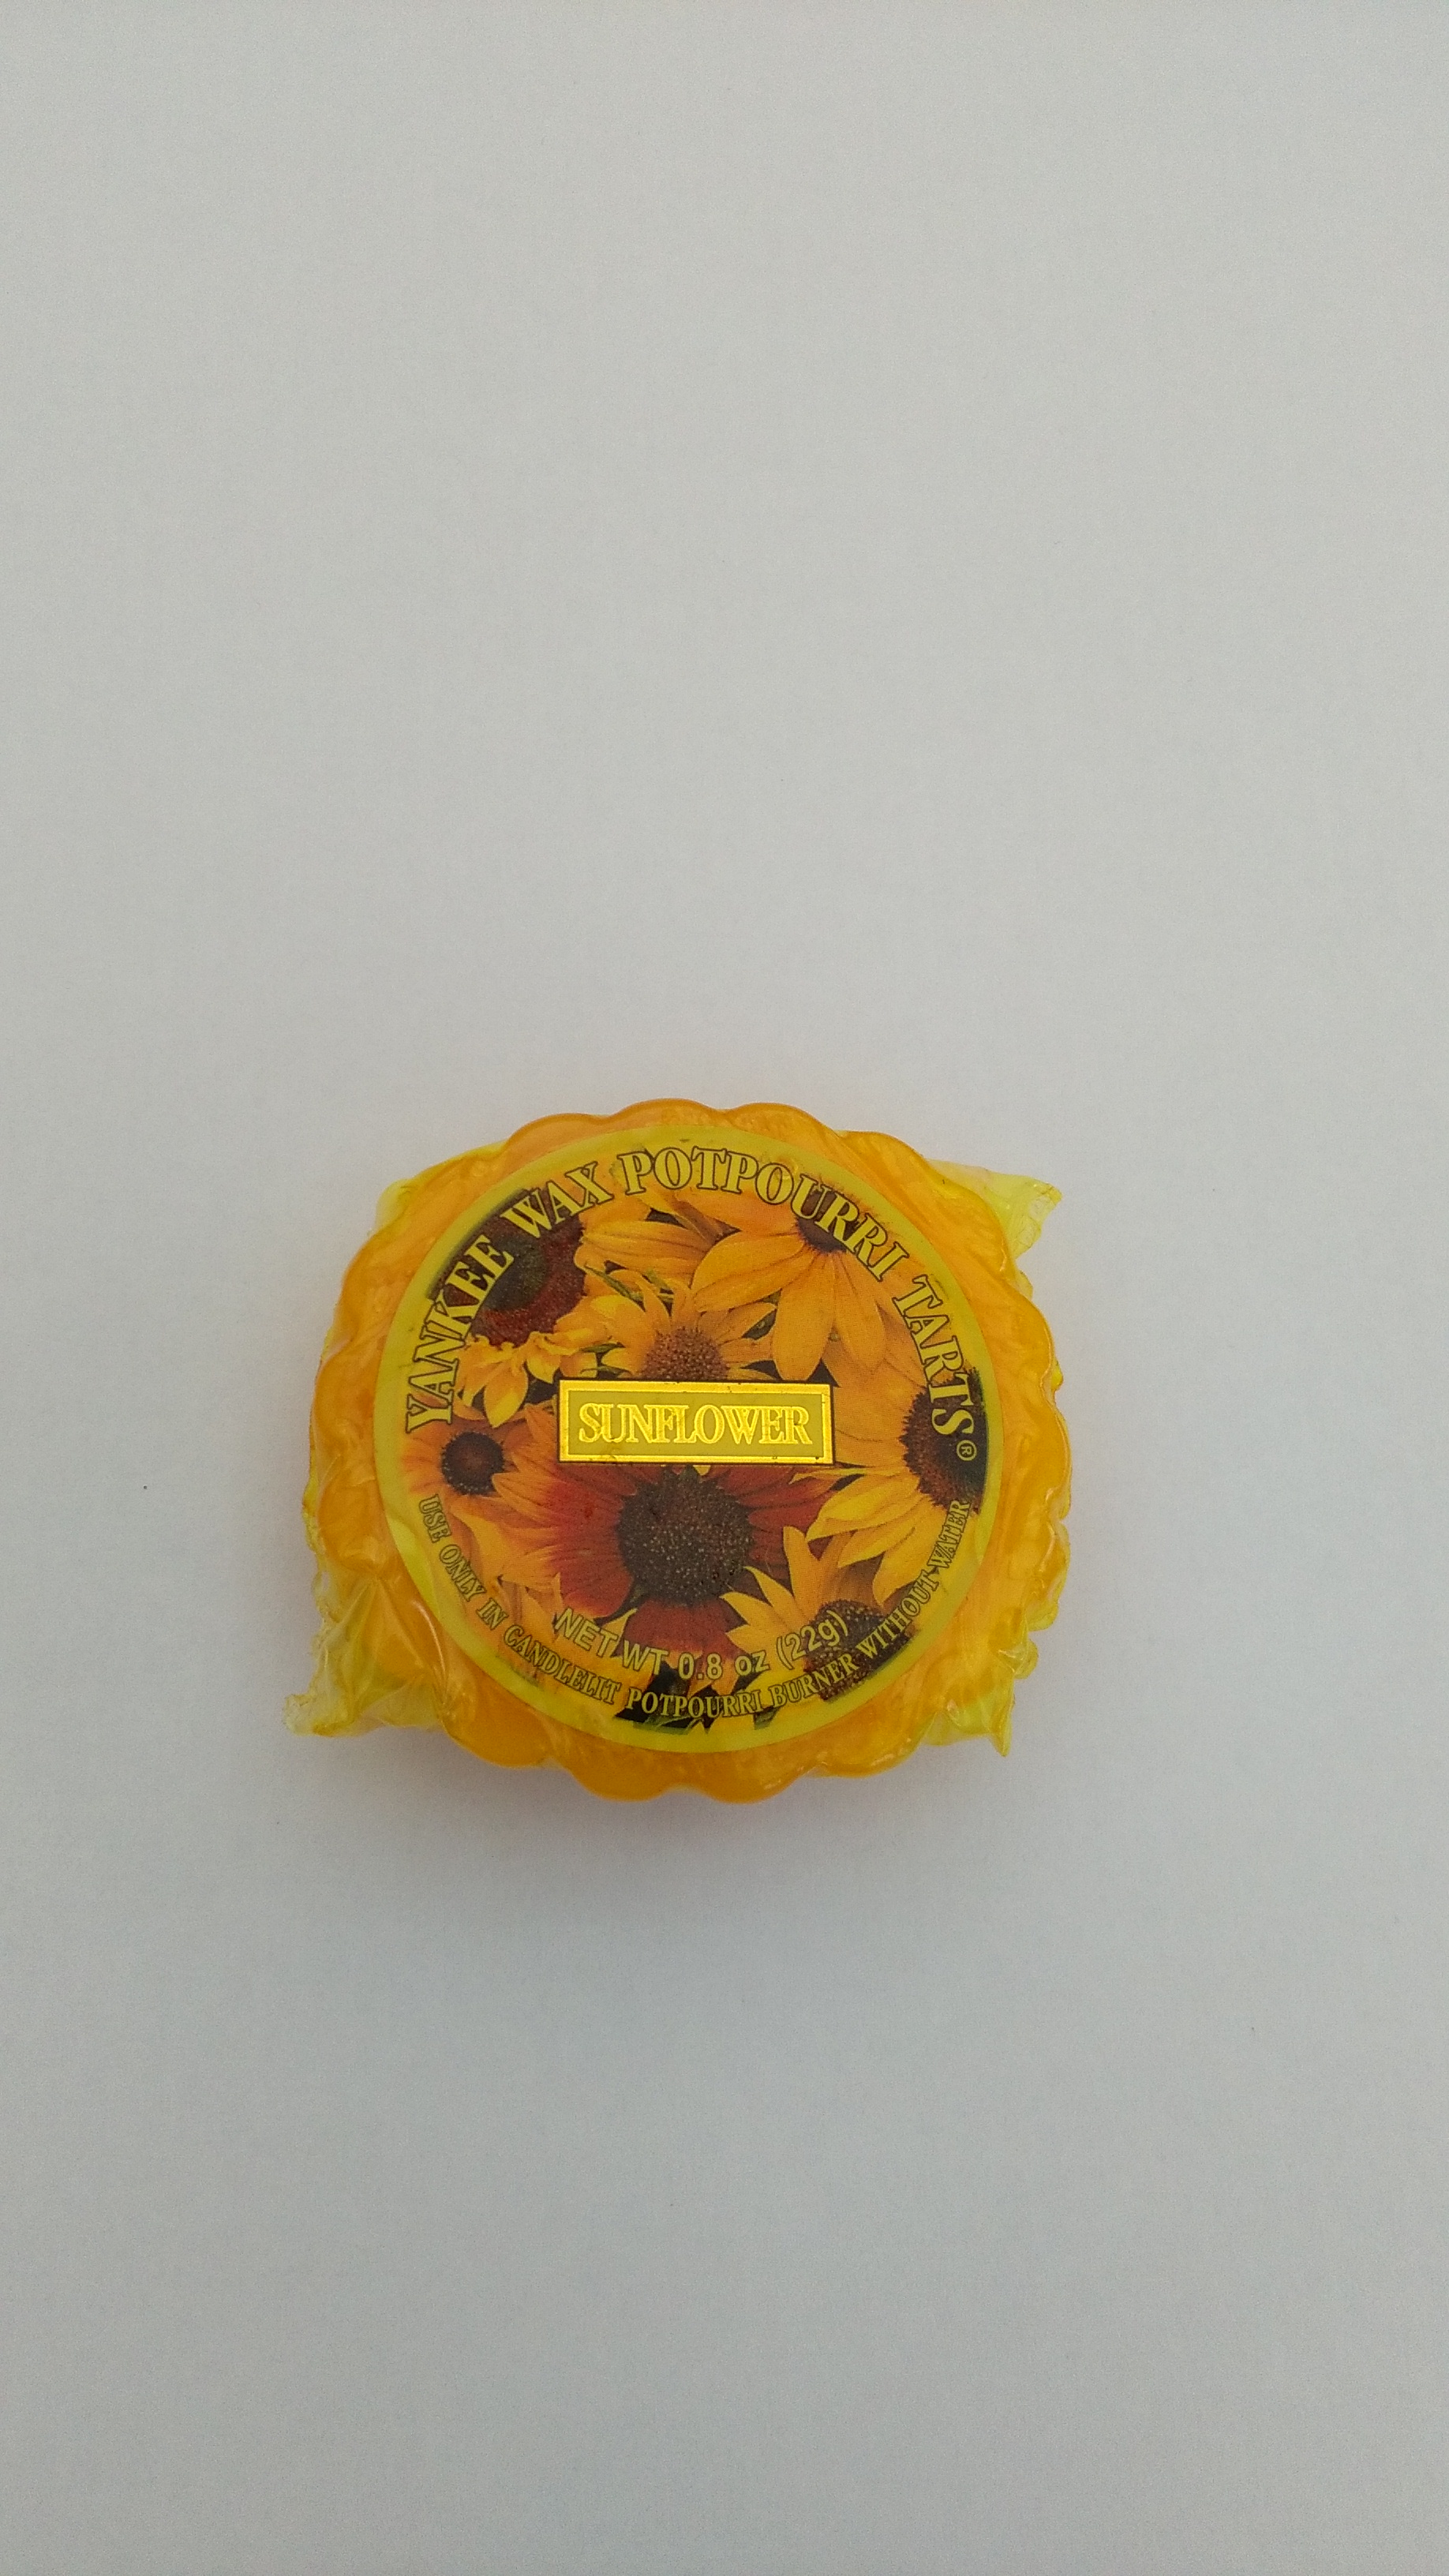 YANKEE WAX POTPOURRI TARTS®
SUNFLOWER
NET WT 0.8 oz (22g)
USE ONLY IN CANDLELIT POTPOURRI BURNER WITHOUT WATER